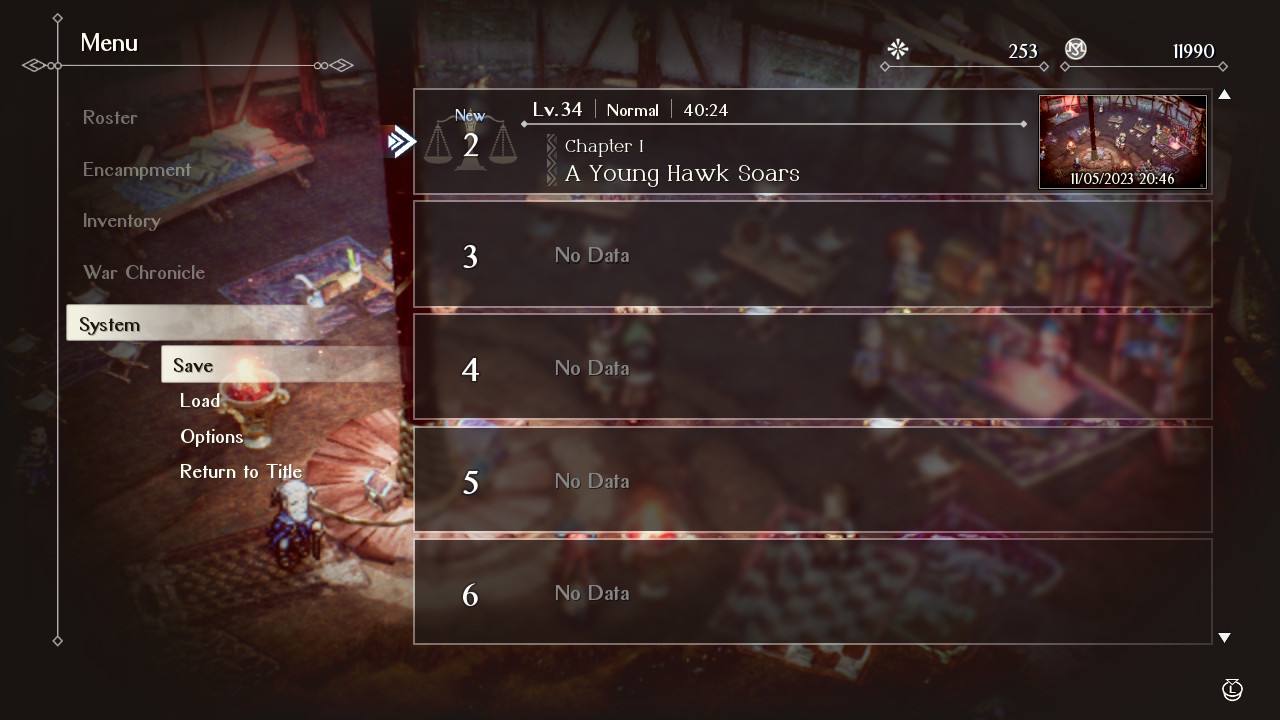 Menu
253
11990
Roster
Encampment
Inventory
War Chronicle
System
Save
Load
Options
Return to Title
New
2
Lv.34 Normal 40:24
Chapter I
A Young Hawk Soars
11/05/2023 20:46
3 No Data
4 No Data
5 No Data
6 No Data
L